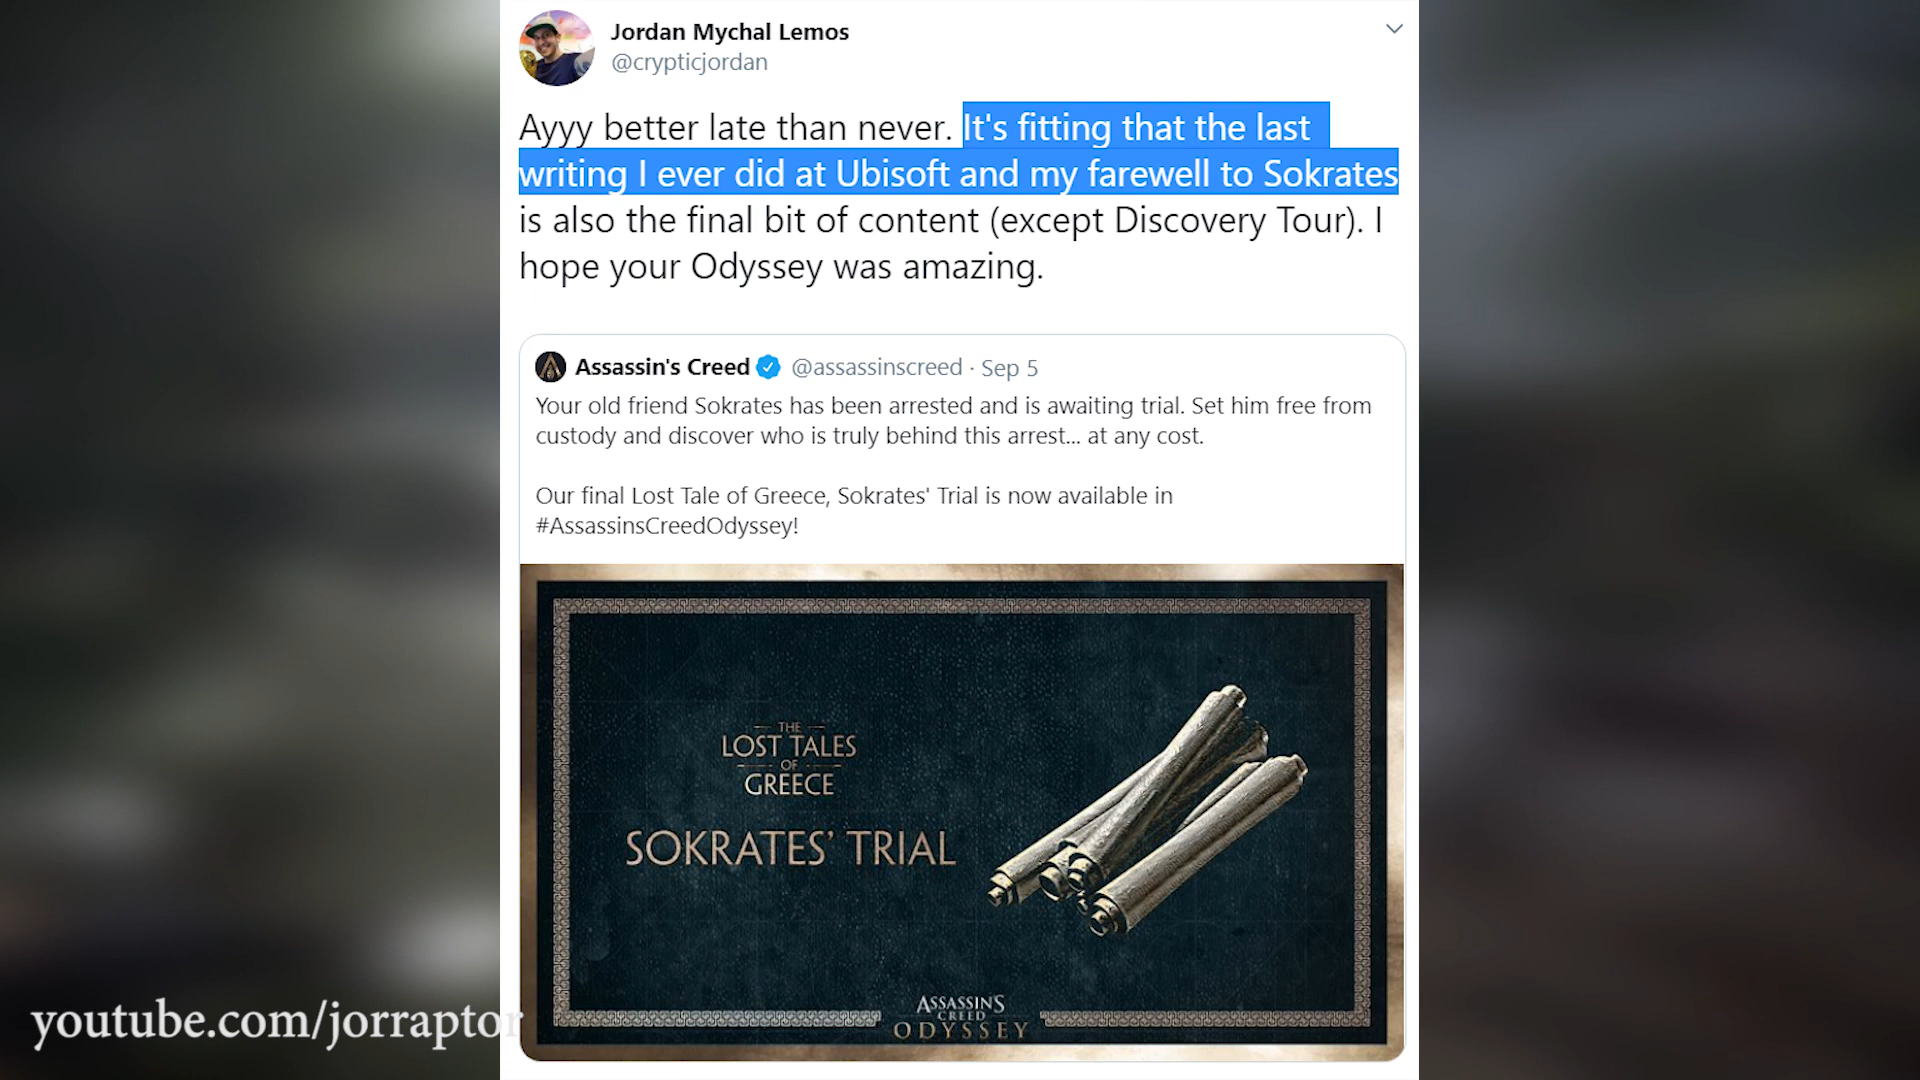 Jordan Mychal Lemos
@crypticjordan
Ayyy better late than never. It's fitting that the last
writing I ever did at Ubisoft and my farewell to Sokrates
is also the final bit of content (except Discovery Tour). I
hope your Odyssey was amazing.
Assassin's Creed @assassinscreed · Sep 5
Your old friend Sokrates has been arrested and is awaiting trial. Set him free from
custody and discover who is truly behind this arrest... at any cost.
Our final Lost Tale of Greece, Sokrates' Trial is now available in
#AssassinsCreedOdyssey!
THE
LOST TALES
OF
GREECE
SOKRATES' TRIAL
ASSASSIN'S
CREED
ODYSSEY
youtube.com/jorraptor